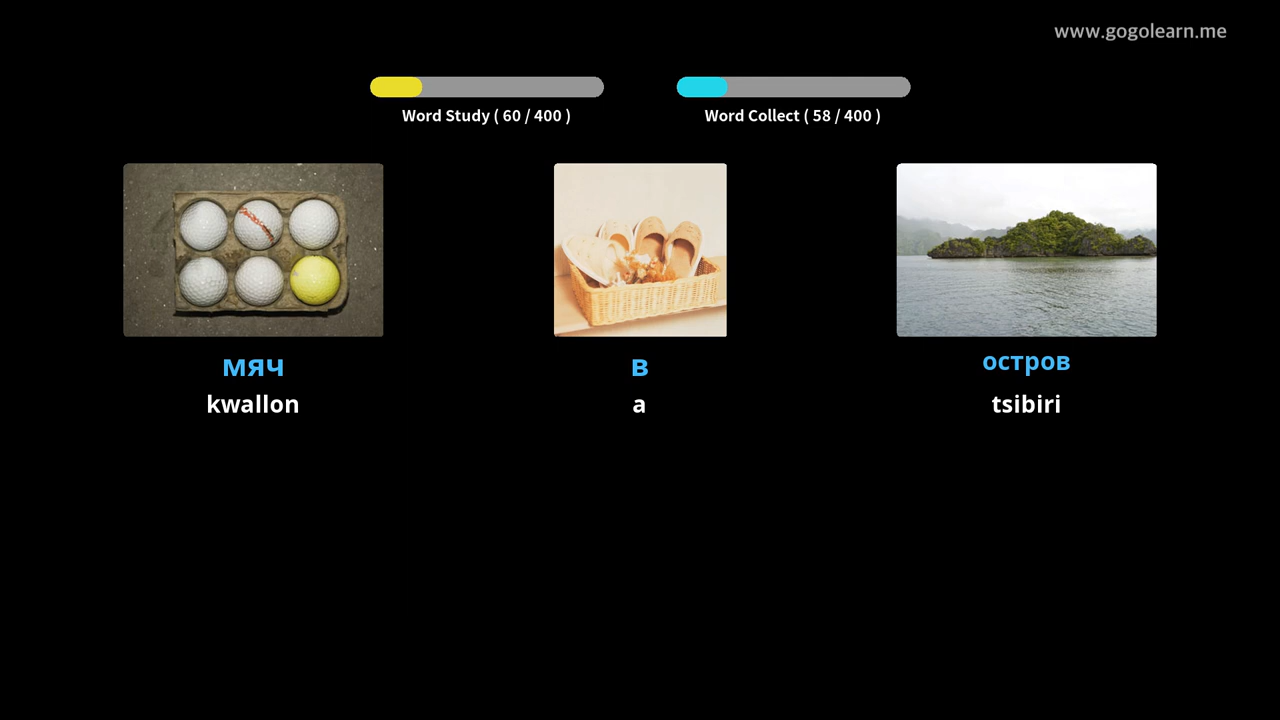 www.gogolearn.me
Word Study ( 60 / 400 )
Word Collect ( 58 / 400 )
мяч
kwallon
в
a
остров
tsibiri